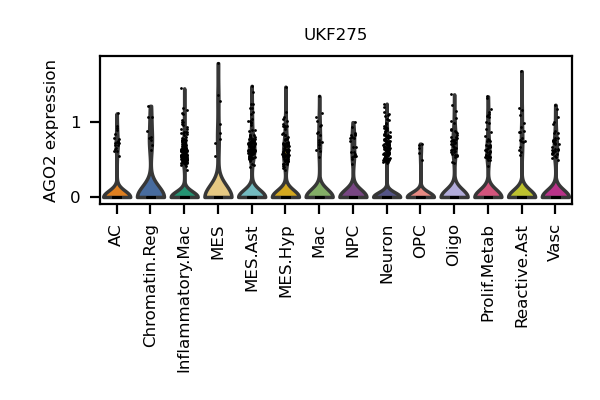 UKF275
AGO2 expression
1
0
AC
Chromatin.Reg
Inflammatory.Mac
MES
MES.Ast
MES.Hyp
Mac
NPC
Neuron
OPC
Oligo
Prolif.Metab
Reactive.Ast
Vasc